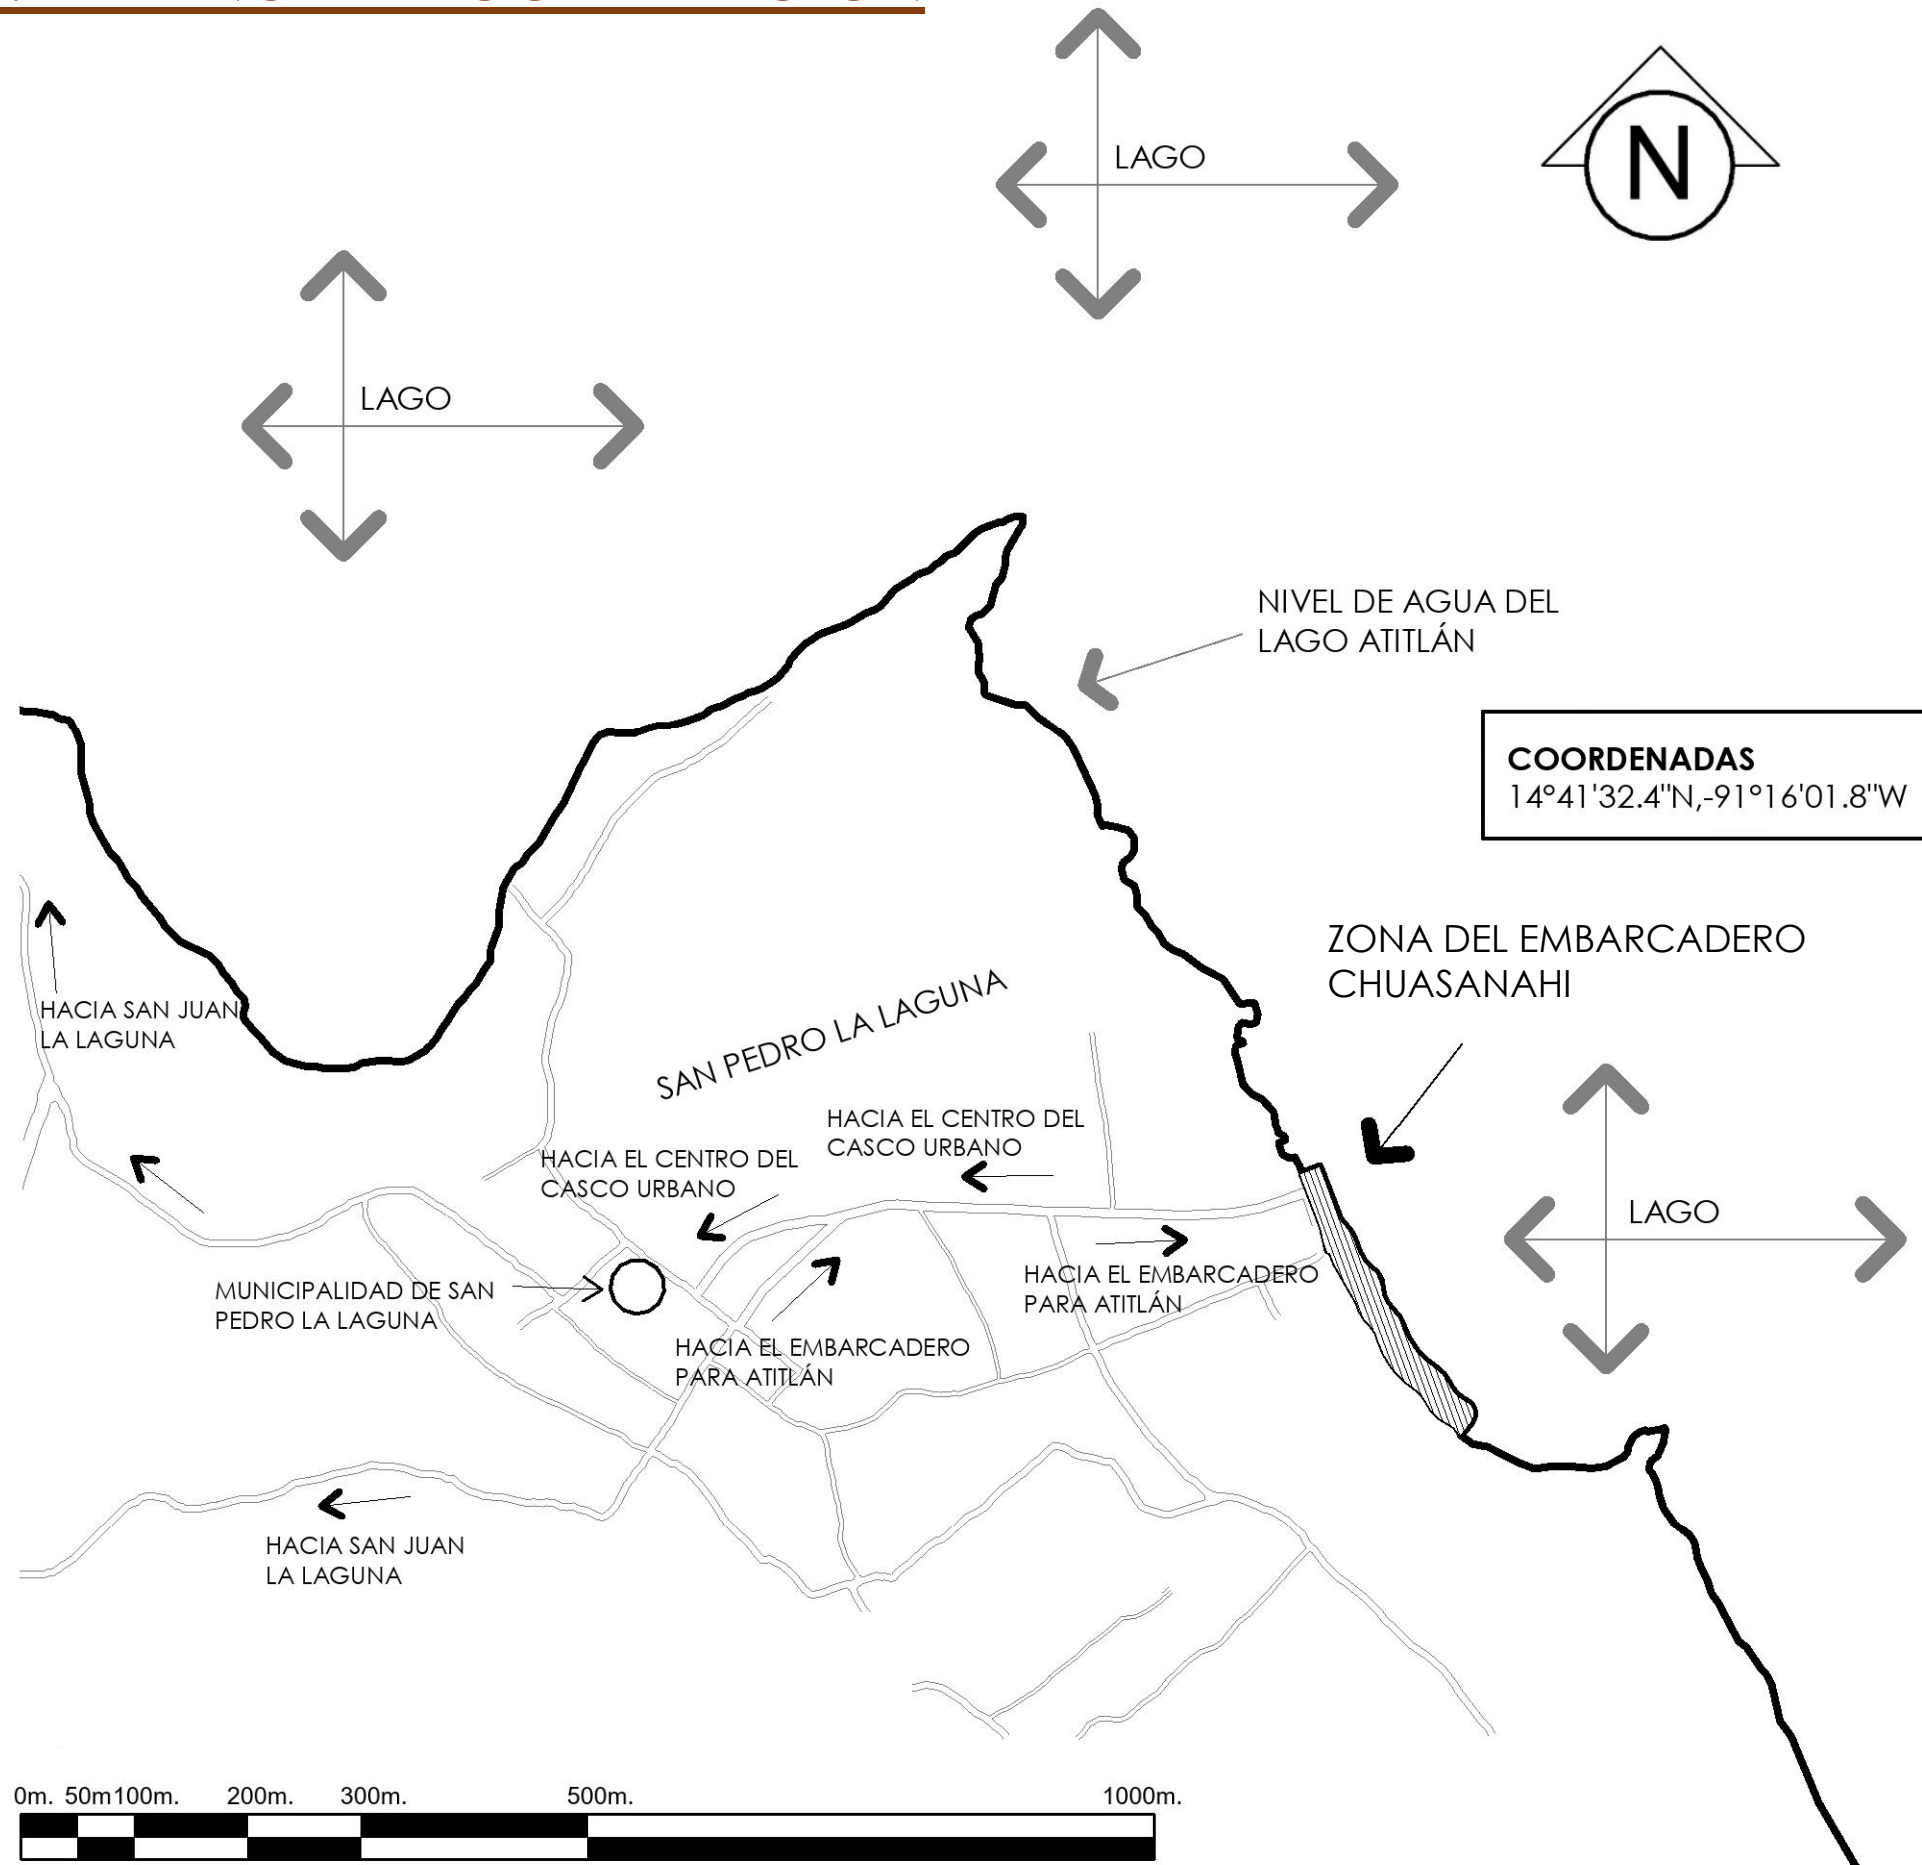 LAGO
N
LAGO
NIVEL DE AGUA DEL
LAGO ATITLÁN
COORDENADAS
14°41'32.4"N,-91°16'01.8"W
ZONA DEL EMBARCADERO
CHUASANAHI
HACIA SAN JUAN
LA LAGUNA
SAN PEDRO LA LAGUNA
HACIA EL CENTRO DEL
CASCO URBANO
HACIA EL CENTRO DEL
CASCO URBANO
LAGO
MUNICIPALIDAD DE SAN
PEDRO LA LAGUNA
HACIA EL EMBARCADERO
PARA ATITLÁN
HACIA EL EMBARCADERO
PARA ATITLÁN
HACIA SAN JUAN
LA LAGUNA
0m. 50m100m. 200m. 300m. 500m. 1000m.